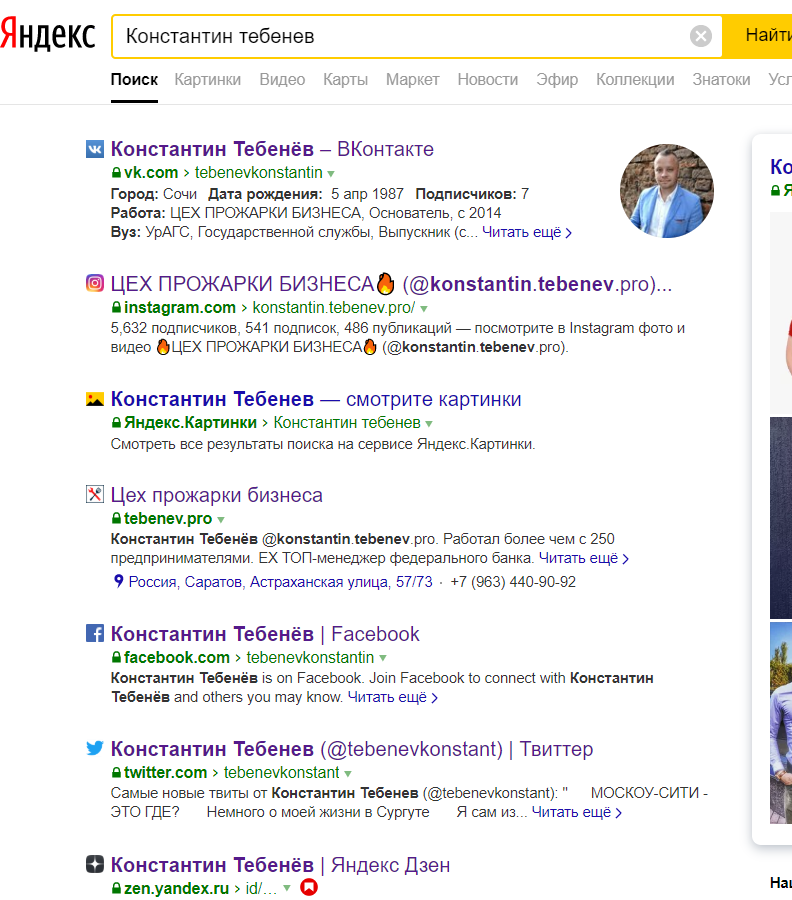 Яндекс
Константин тебенев
Найти
Поиск Картинки Видео Карты Маркет Новости Эфир Коллекции Знатоки Усл
Константин Тебенёв – ВКонтакте
vk.com › tebenevkonstantin
Город: Сочи Дата рождения: 5 апр 1987 Подписчиков: 7
Работа: ЦЕХ ПРОЖАРКИ БИЗНЕСА, Основатель, с 2014
Вуз: УрАГС, Государственной службы, Выпускник (с... Читать ещё ›
ЦЕХ ПРОЖАРКИ БИЗНЕСА🔥 (@konstantin.tebenev.pro)...
instagram.com › konstantin.tebenev.pro/
5,632 подписчиков, 541 подписок, 486 публикаций — посмотрите в Instagram фото и
видео 🔥ЦЕХ ПРОЖАРКИ БИЗНЕСА🔥 (@konstantin.tebenev.pro).
Константин Тебенев — смотрите картинки
Яндекс.Картинки › Константин тебенев
Смотреть все результаты поиска на сервисе Яндекс.Картинки.
Цех прожарки бизнеса
tebenev.pro
Константин Тебенёв @konstantin.tebenev.pro. Работал более чем с 250
предпринимателями. EX ТОП-менеджер федерального банка. Читать ещё ›
Россия, Саратов, Астраханская улица, 57/73 · +7 (963) 440-90-92
Константин Тебенёв | Facebook
facebook.com › tebenevkonstantin
Константин Тебенёв is on Facebook. Join Facebook to connect with Константин
Тебенёв and others you may know. Читать ещё ›
Константин Тебенев (@tebenevkonstant) | Твиттер
twitter.com › tebenevkonstant
Самые новые твиты от Константин Тебенев (@tebenevkonstant): " МОСКОУ-СИТИ -
ЭТО ГДЕ? Немного о моей жизни в Сургуте Я сам из... Читать ещё ›
Константин Тебенёв | Яндекс Дзен
zen.yandex.ru › id/...
Ко
Я
Наш